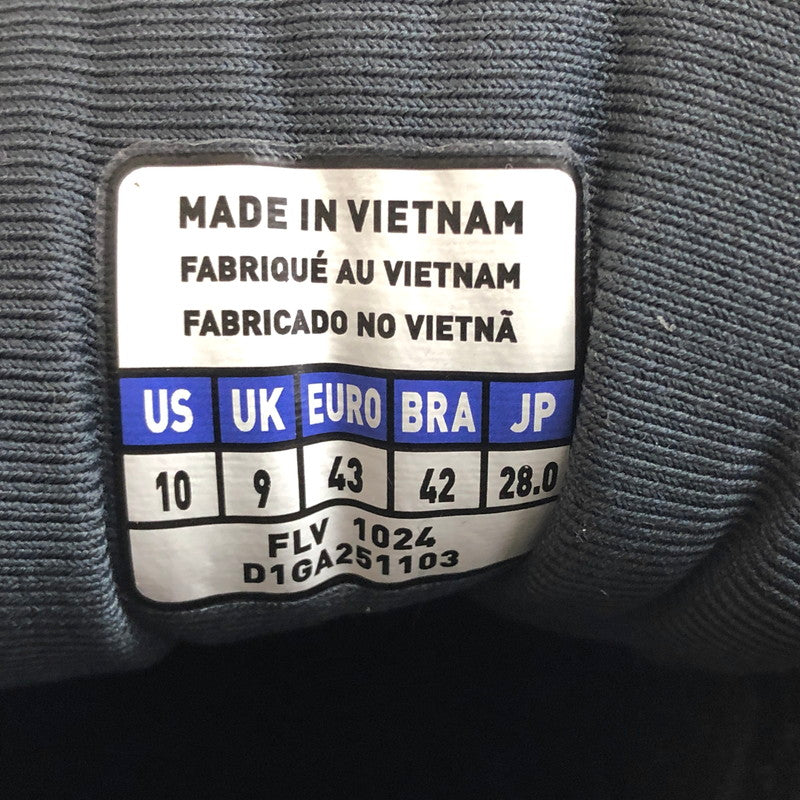 MADE IN VIETNAM
FABRIQUÉ AU VIETNAM
FABRICADO NO VIETNÃ
US UK EURO BRA JP
10 9 43 42 28.0
FLV 1024
D1GA251103